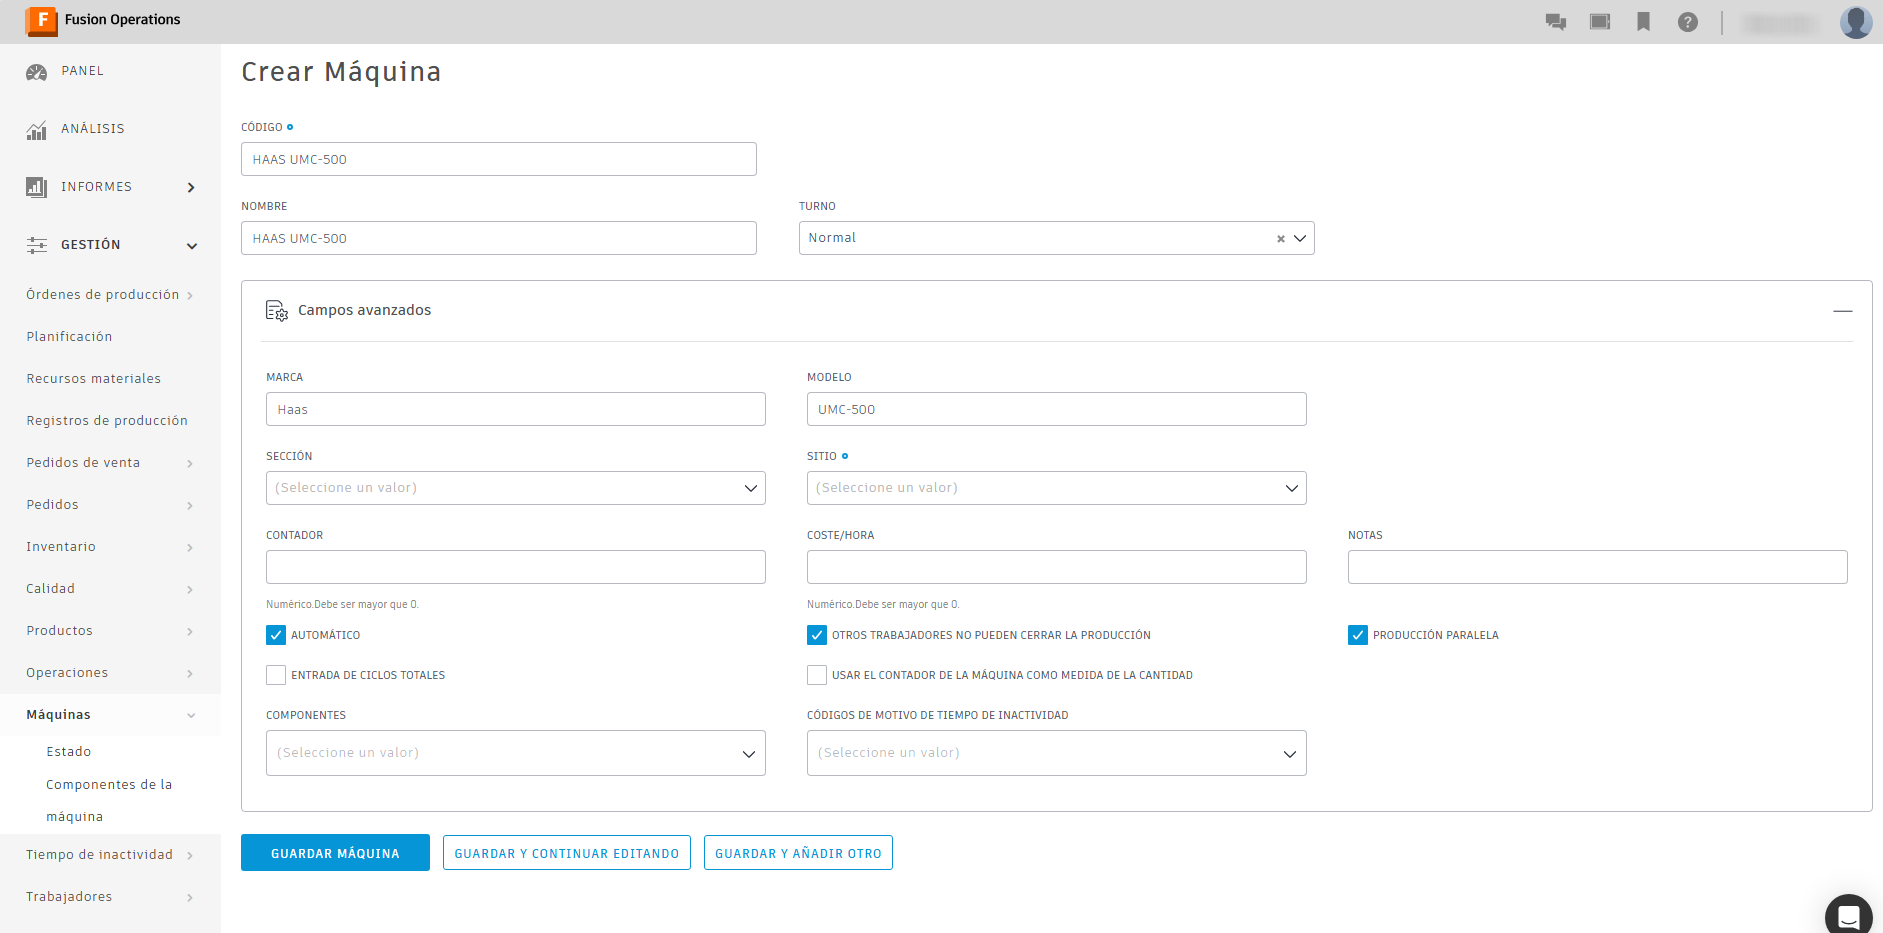 F Fusion Operations
?
PANEL
ANÁLISIS
INFORMES
GESTIÓN
Órdenes de producción
Planificación
Recursos materiales
Registros de producción
Pedidos de venta
Pedidos
Inventario
Calidad
Productos
Operaciones
Máquinas
Estado
Componentes de la
máquina
Tiempo de inactividad
Trabajadores
Crear Máquina
CÓDIGO
HAAS UMC-500
NOMBRE
HAAS UMC-500
TURNO
Normal
Campos avanzados
MARCA
Haas
MODELO
UMC-500
SECCIÓN
(Seleccione un valor)
SITIO
(Seleccione un valor)
CONTADOR
Numérico.Debe ser mayor que 0.
COSTE/HORA
Numérico.Debe ser mayor que 0.
NOTAS
AUTOMÁTICO
OTROS TRABAJADORES NO PUEDEN CERRAR LA PRODUCCIÓN
PRODUCCIÓN PARALELA
ENTRADA DE CICLOS TOTALES
USAR EL CONTADOR DE LA MÁQUINA COMO MEDIDA DE LA CANTIDAD
COMPONENTES
(Seleccione un valor)
CÓDIGOS DE MOTIVO DE TIEMPO DE INACTIVIDAD
(Seleccione un valor)
GUARDAR MÁQUINA
GUARDAR Y CONTINUAR EDITANDO
GUARDAR Y AÑADIR OTRO